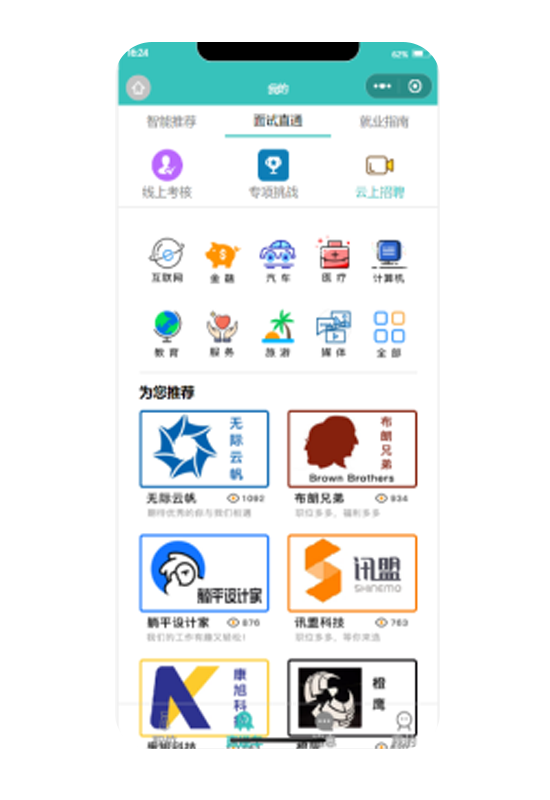 16:24
62%
我的
智能推荐 面试直通 就业指南
线上考核 专项挑战 云上招聘
互联网 金融 汽车 医疗 计算机
教育 服务 旅游 媒体 全部
为您推荐
无际云帆
布朗兄弟
Brown Brothers
无际云帆 1092 布朗兄弟 934
期待优秀的你与我们相遇 职位多多，福利多多
躺平设计家
讯盟
SHINEMO
躺平设计家 876 讯盟科技 763
我们的工作有趣又轻松！ 职位多多，等你来选
康旭科技
橙鹰
康旭科技